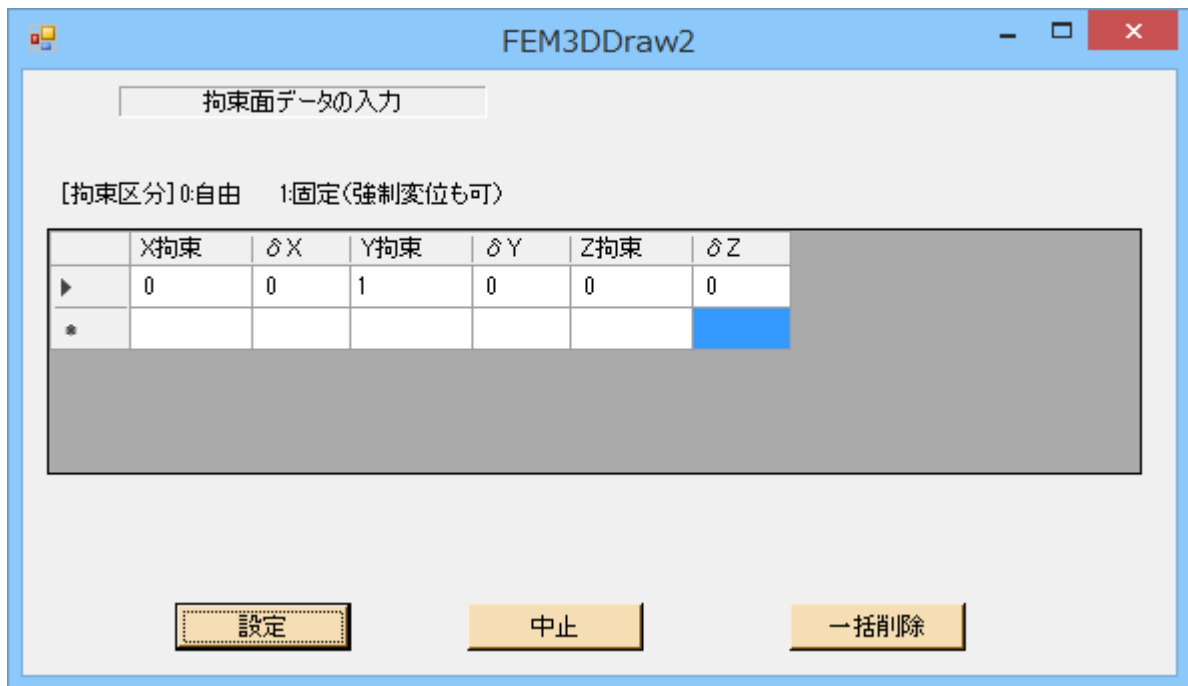 FEM3DDraw2
拘束面データの入力
[拘束区分] 0:自由 1:固定(強制変位も可)
X拘束 δX Y拘束 δY Z拘束 δZ
0 0 1 0 0 0
設定 中止 一括削除